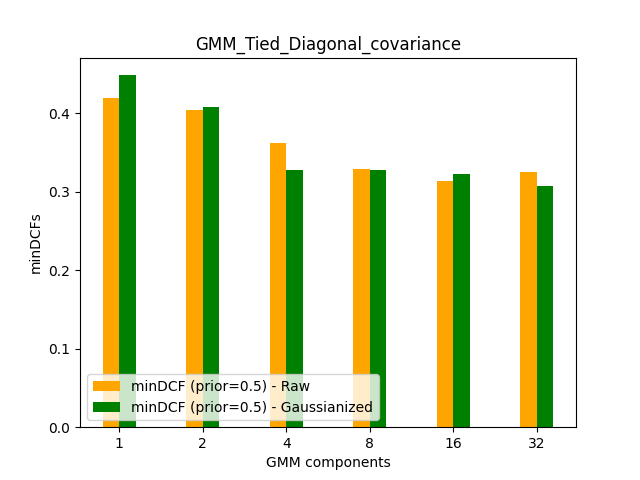 GMM_Tied_Diagonal_covariance
minDCFs
0.4
0.3
0.2
0.1
0.0
minDCF (prior=0.5) - Raw
minDCF (prior=0.5) - Gaussianized
1 2 4 8 16 32
GMM components